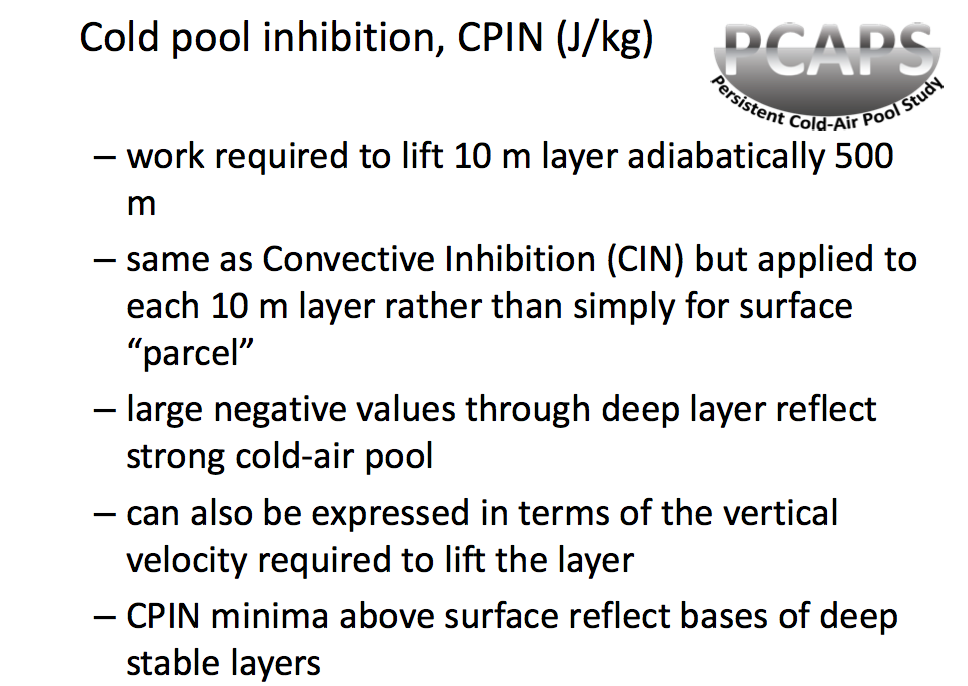 Cold pool inhibition, CPIN (J/kg)
PCAPS
Persistent Cold-Air Pool Study
– work required to lift 10 m layer adiabatically 500
m
– same as Convective Inhibition (CIN) but applied to
each 10 m layer rather than simply for surface
“parcel”
– large negative values through deep layer reflect
strong cold-air pool
– can also be expressed in terms of the vertical
velocity required to lift the layer
– CPIN minima above surface reflect bases of deep
stable layers